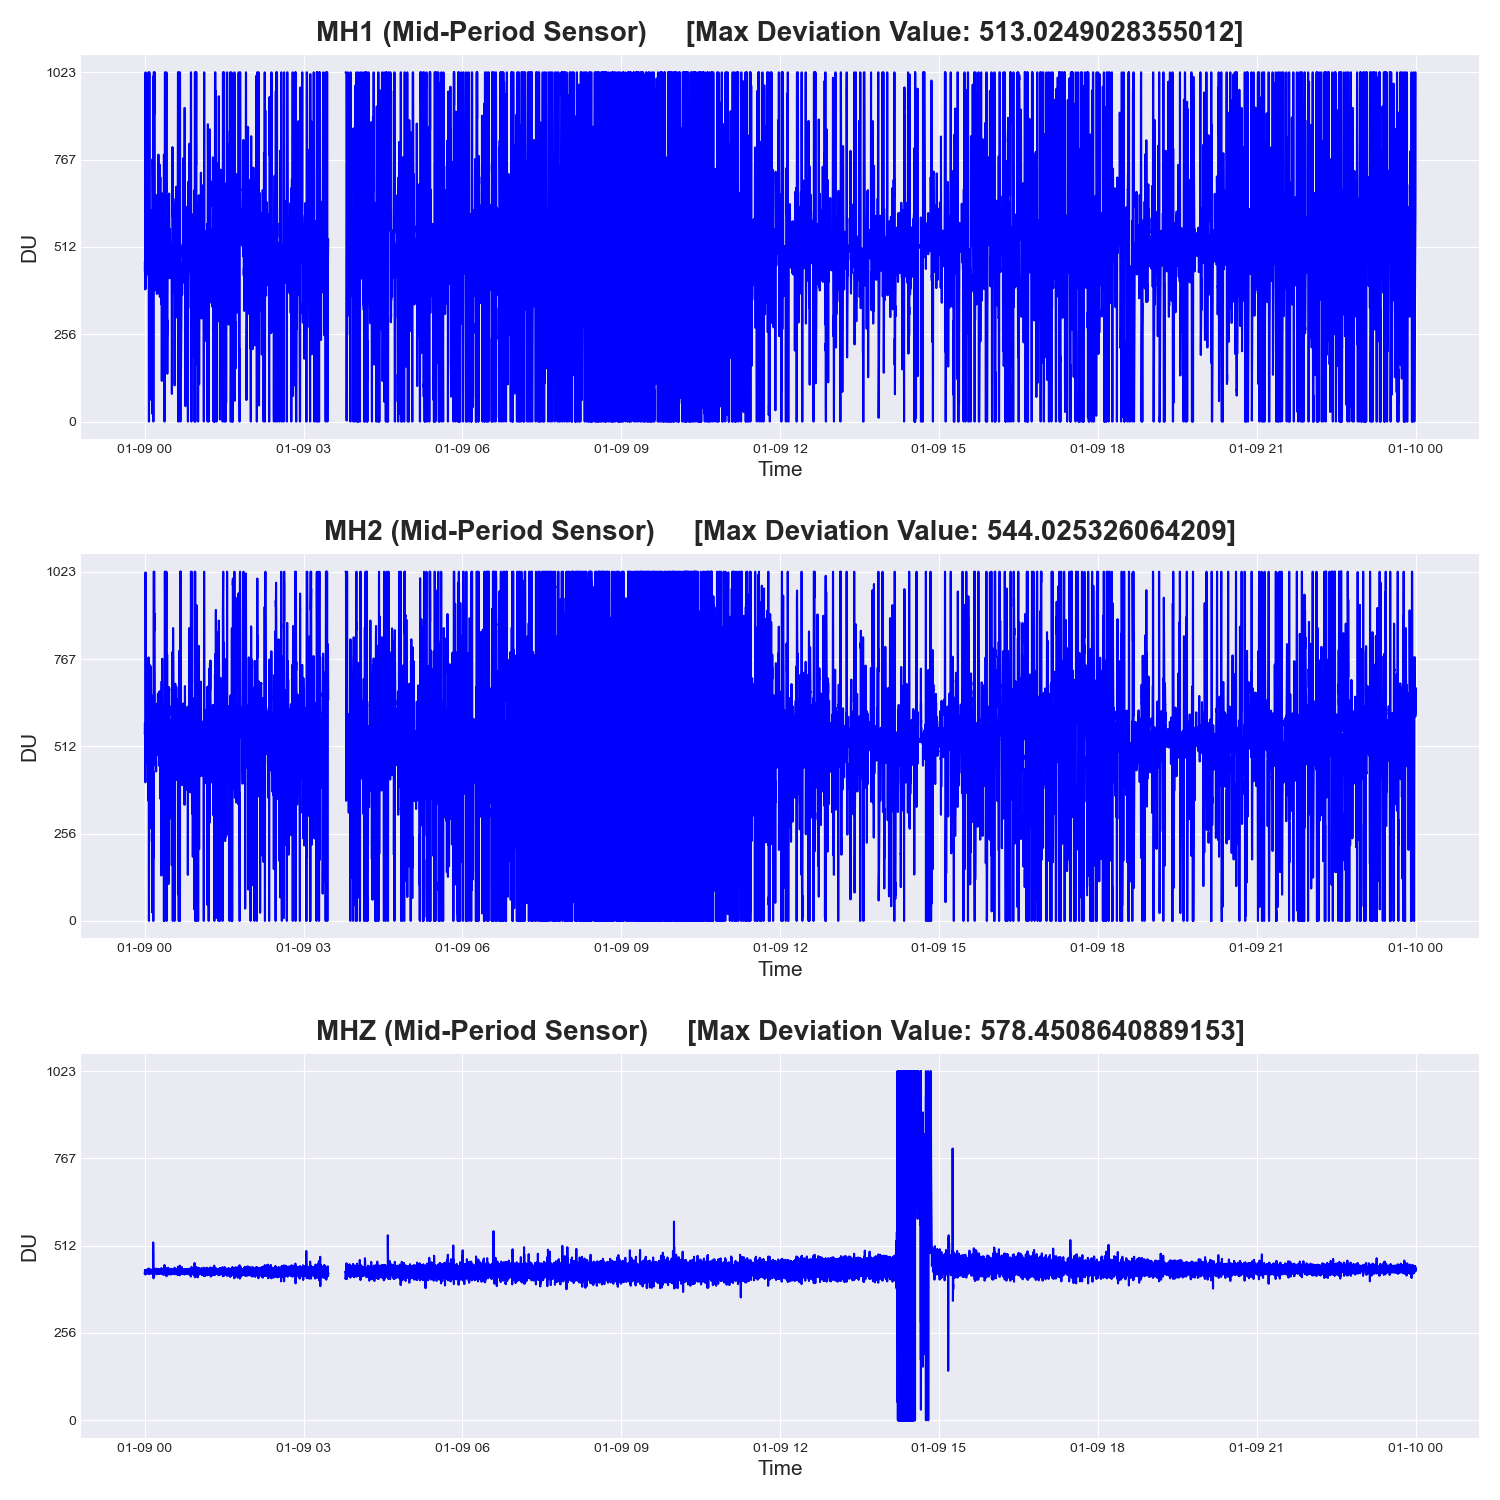 MH1 (Mid-Period Sensor) [Max Deviation Value: 513.0249028355012]
1023
767
512
256
0
DU
01-09 00 01-09 03 01-09 06 01-09 09 01-09 12 01-09 15 01-09 18 01-09 21 01-10 00
Time
MH2 (Mid-Period Sensor) [Max Deviation Value: 544.025326064209]
1023
767
512
256
0
DU
01-09 00 01-09 03 01-09 06 01-09 09 01-09 12 01-09 15 01-09 18 01-09 21 01-10 00
Time
MHZ (Mid-Period Sensor) [Max Deviation Value: 578.4508640889153]
1023
767
512
256
0
DU
01-09 00 01-09 03 01-09 06 01-09 09 01-09 12 01-09 15 01-09 18 01-09 21 01-10 00
Time